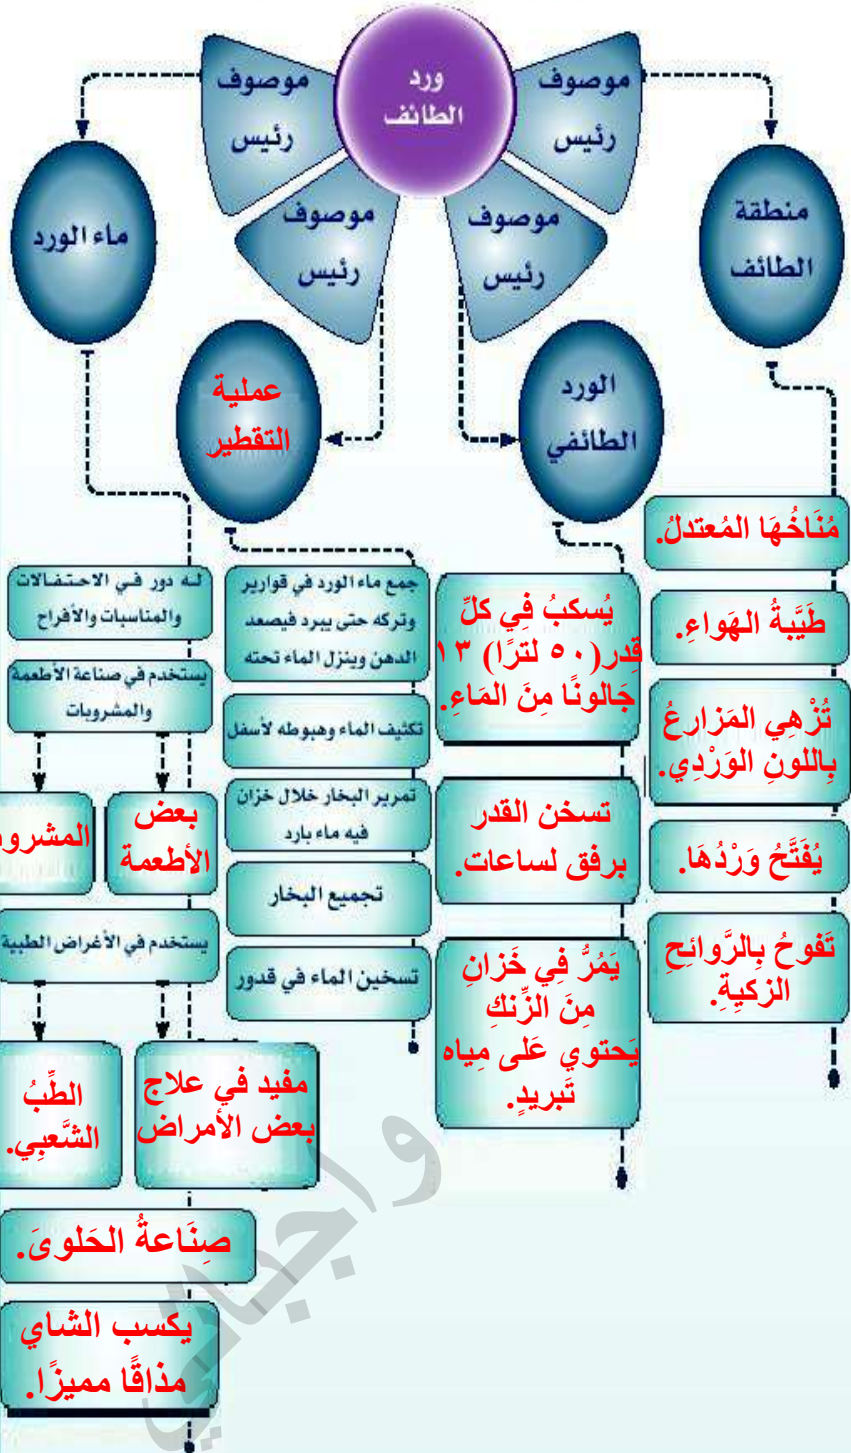 ورد
الطائف
موصوف
رئيس
موصوف
رئيس
موصوف
رئيس
موصوف
رئيس
منطقة
الطائف
مُنَاخُهَا المُعتدلُ.
طَيَّبةُ الهَواءِ.
تُزْهِي المَزارعُ
بِاللونِ الوَرْدِي.
يُفَتَّحُ وَرْدُهَا.
تَفوحُ بِالرَّوائِحِ
الزكيِةِ.
الورد
الطائفي
يُسكبُ فِي كلِّ
قِدر(٥٠ لترًا) ١٣
جَالونًا مِنَ المَاءِ.
تسخن القدر
برفق لساعات.
يَمُرُّ فِي خَزانِ
مِنَ الزِّنكِ
يَحتوي عَلى مِياه
تَبريدٍ.
عملية
التقطير
جمع ماء الورد في قوارير
وتركه حتى يبرد فيصعد
الدهن وينزل الماء تحته
تكثيف الماء وهبوطه لأسفل
تمرير البخار خلال خزان
فيه ماء بارد
تجميع البخار
تسخين الماء في قدور
ماء الورد
له دور في الاحتفالات
والمناسبات والأفراح
يستخدم في صناعة الأطعمة
والمشروبات
بعض
الأطعمة
المشرو
يستخدم في الأغراض الطبية
مفيد في علاج
بعض الأمراض
الطِّبُ
الشَّعبِي.
صِنَاعةُ الحَلوىَ.
يكسب الشاي
مذاقًا مميزًا.
واجباتي